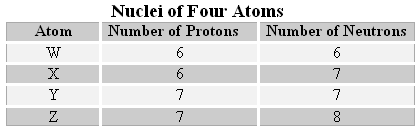 Nuclei of Four Atoms
Atom Number of Protons Number of Neutrons
W 6 6
X 6 7
Y 7 7
Z 7 8